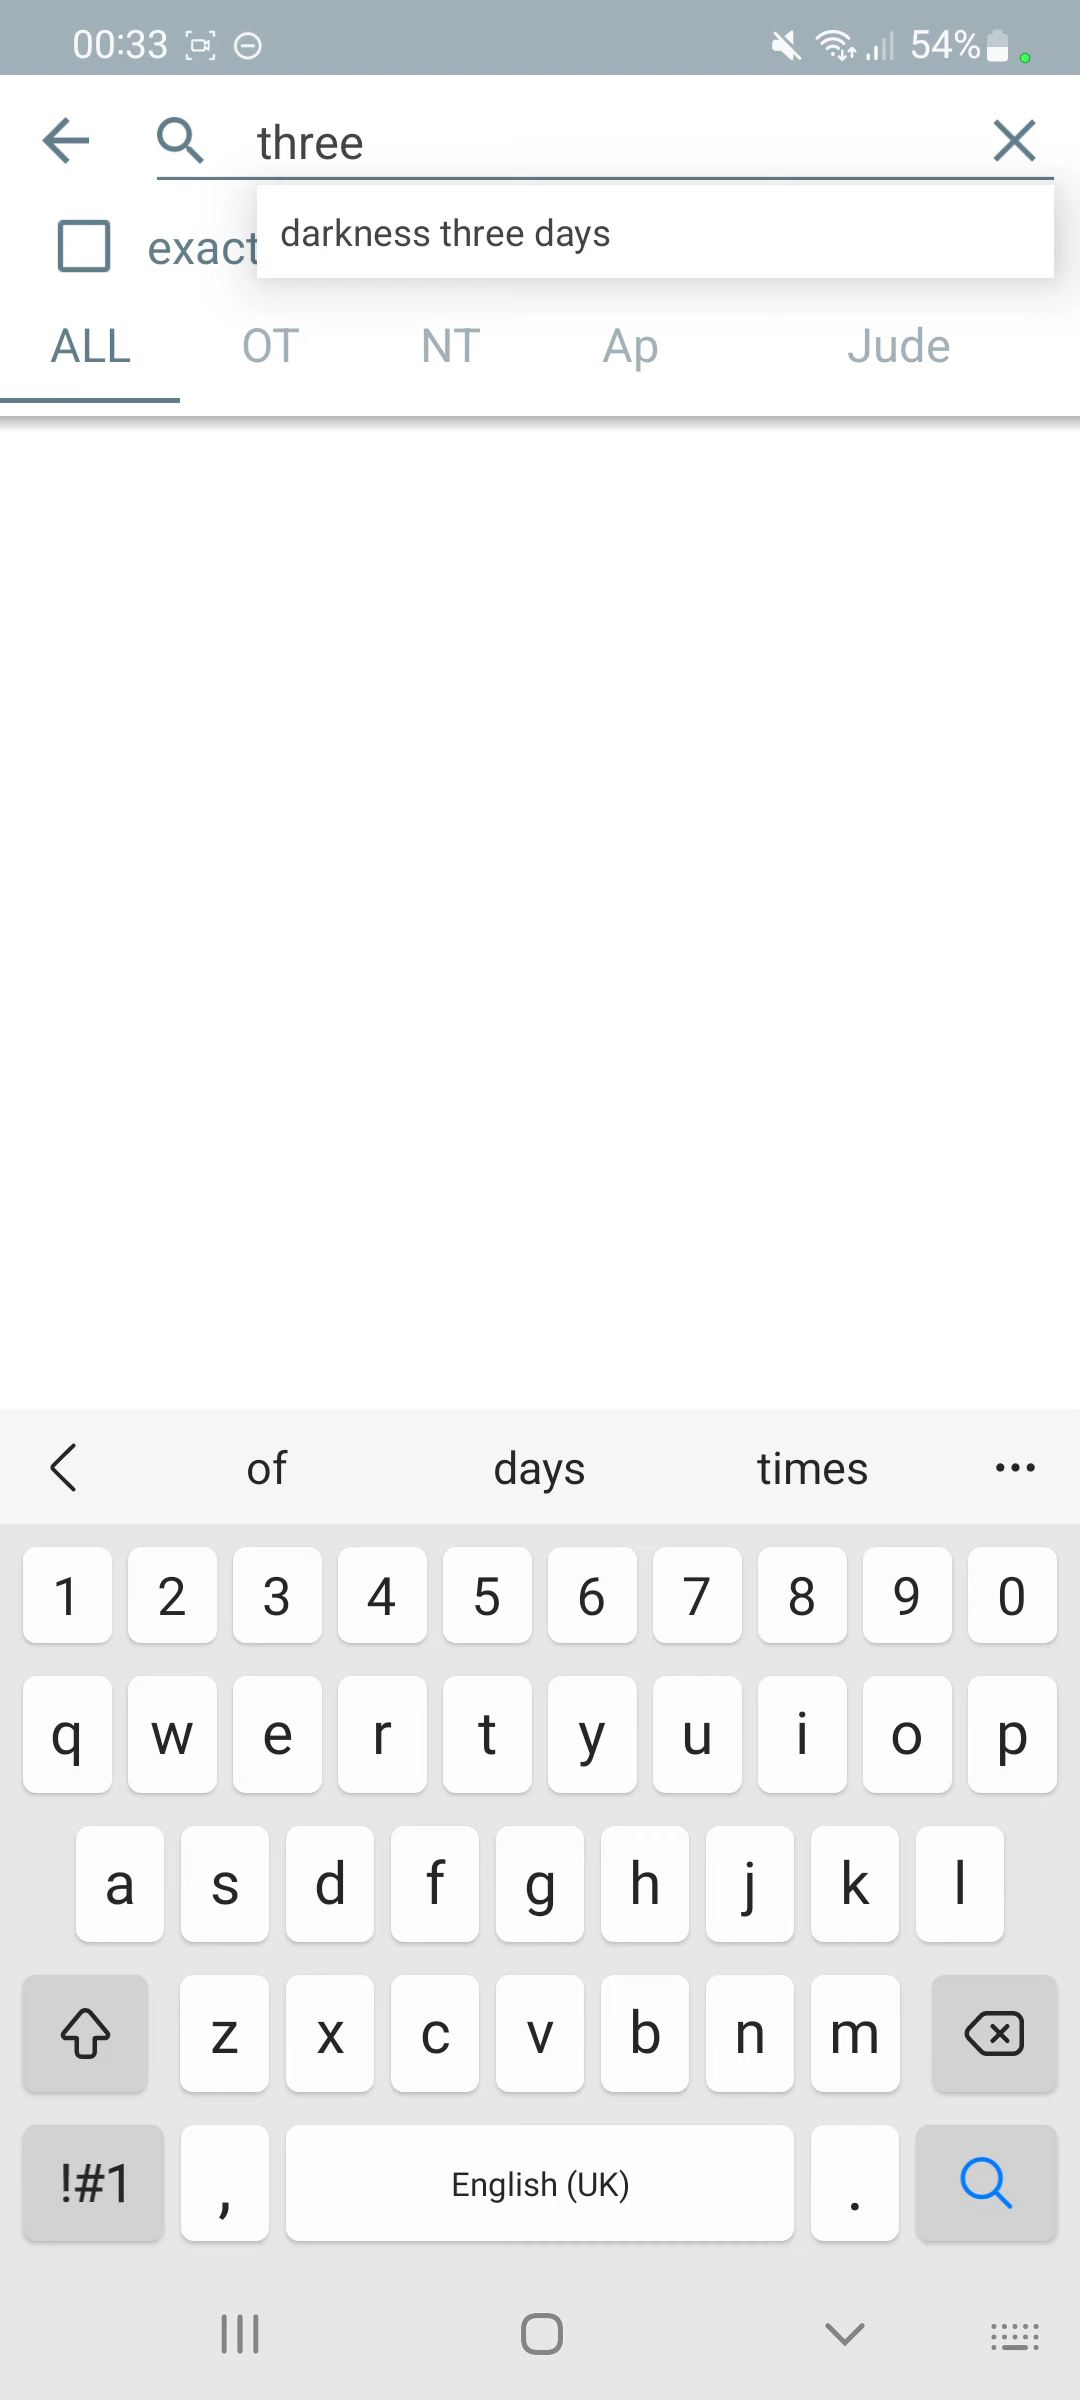 00:33 54%
three
darkness three days
exact
ALL OT NT Ap Jude
of days times
1 2 3 4 5 6 7 8 9 0
q w e r t y u i o p
a s d f g h j k l
z x c v b n m
!#1 , English (UK) .